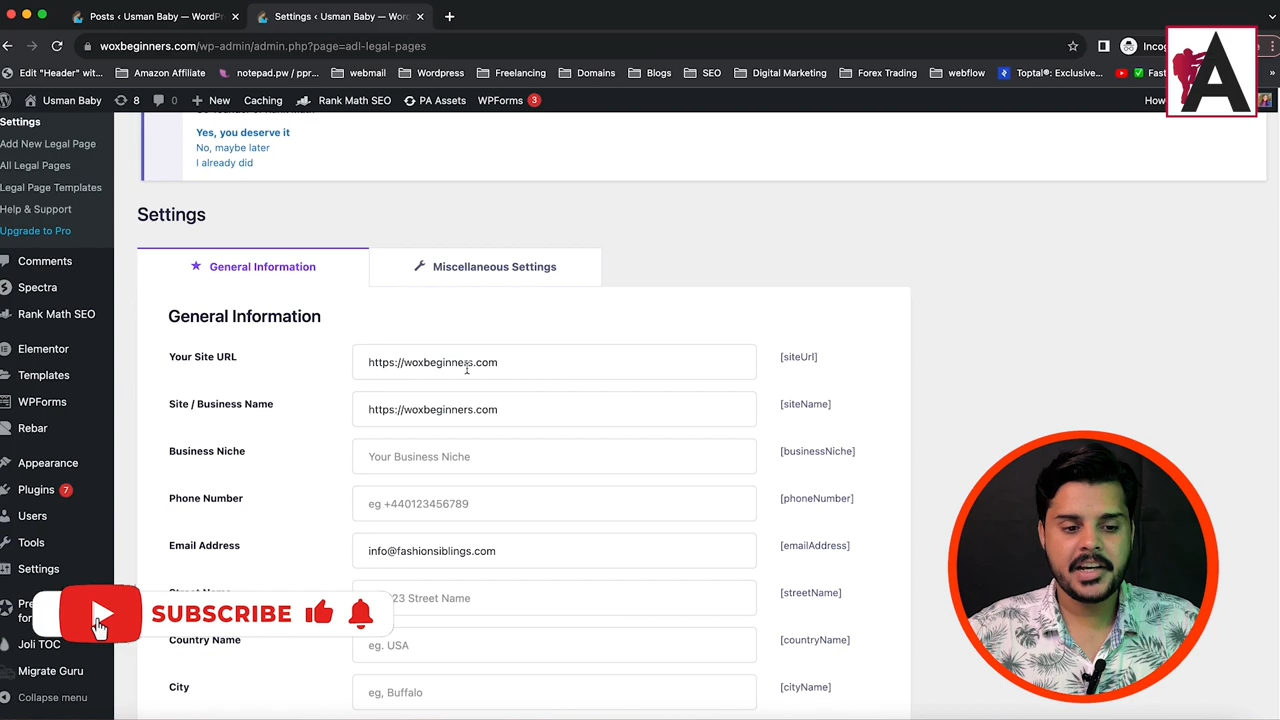 Posts ‹ Usman Baby — WordPr
Settings ‹ Usman Baby — Wor
woxbeginners.com/wp-admin/admin.php?page=adl-legal-pages
Incog
Edit "Header" wit...
Amazon Affiliate
notepad.pw / ppr...
webmail
Wordpress
Freelancing
Domains
Blogs
SEO
Digital Marketing
Forex Trading
webflow
Toptal®: Exclusive...
Fast
A
Usman Baby
8
0
New
Caching
Rank Math SEO
PA Assets
WPForms 3
How
Settings
Add New Legal Page
All Legal Pages
Legal Page Templates
Help & Support
Upgrade to Pro
Comments
Spectra
Rank Math SEO
Elementor
Templates
WPForms
Rebar
Appearance
Plugins 7
Users
Tools
Settings
Joli TOC
Migrate Guru
Collapse menu
Yes, you deserve it
No, maybe later
I already did
Settings
General Information
Miscellaneous Settings
General Information
Your Site URL
https://woxbeginners.com
[siteUrl]
Site / Business Name
https://woxbeginners.com
[siteName]
Business Niche
Your Business Niche
[businessNiche]
Phone Number
eg +440123456789
[phoneNumber]
Email Address
info@fashionsiblings.com
[emailAddress]
23 Street Name
[streetName]
Country Name
eg. USA
[countryName]
City
eg, Buffalo
[cityName]
SUBSCRIBE